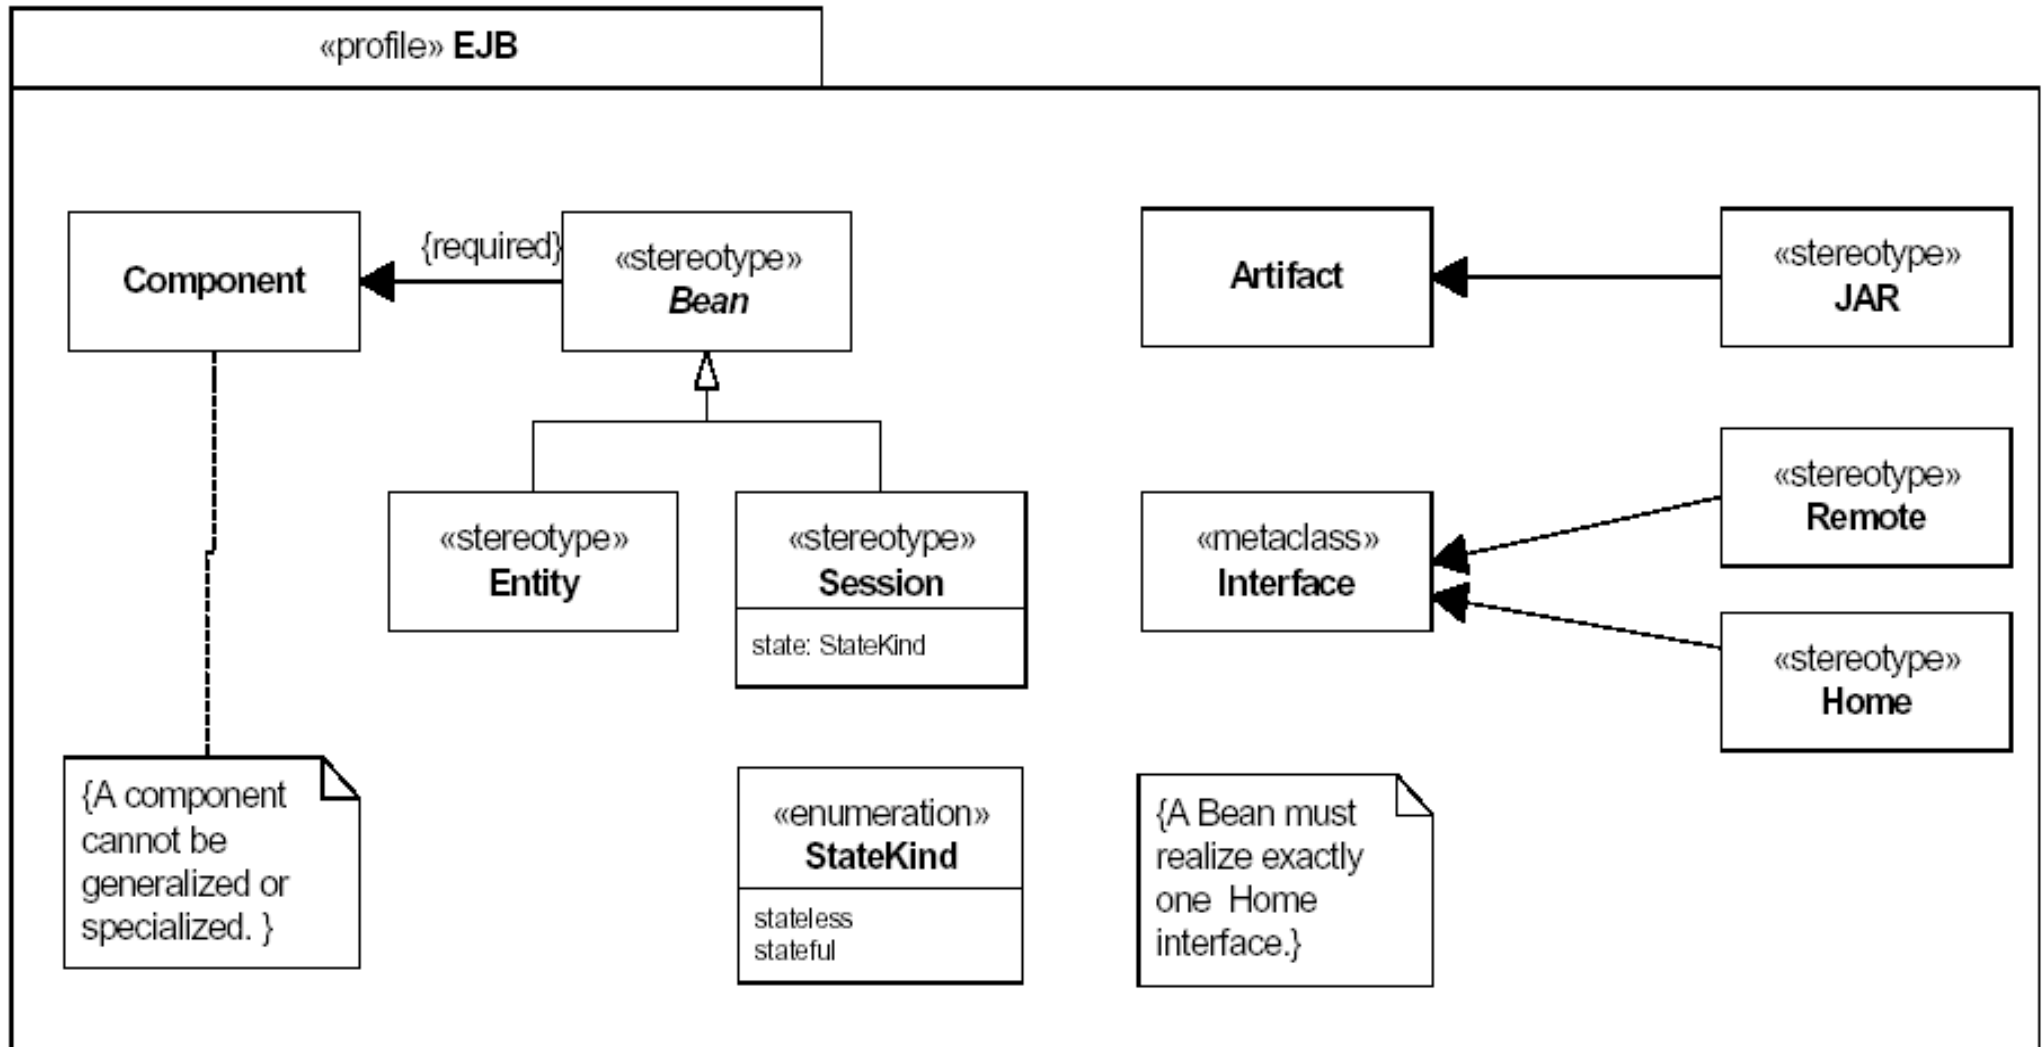 «profile» EJB
Component
{required}
«stereotype»
Bean
Artifact
«stereotype»
JAR
«stereotype»
Entity
«stereotype»
Session
state: StateKind
«metaclass»
Interface
«stereotype»
Remote
«stereotype»
Home
{A component
cannot be
generalized or
specialized. }
«enumeration»
StateKind
stateless
stateful
{A Bean must
realize exactly
one Home
interface.}